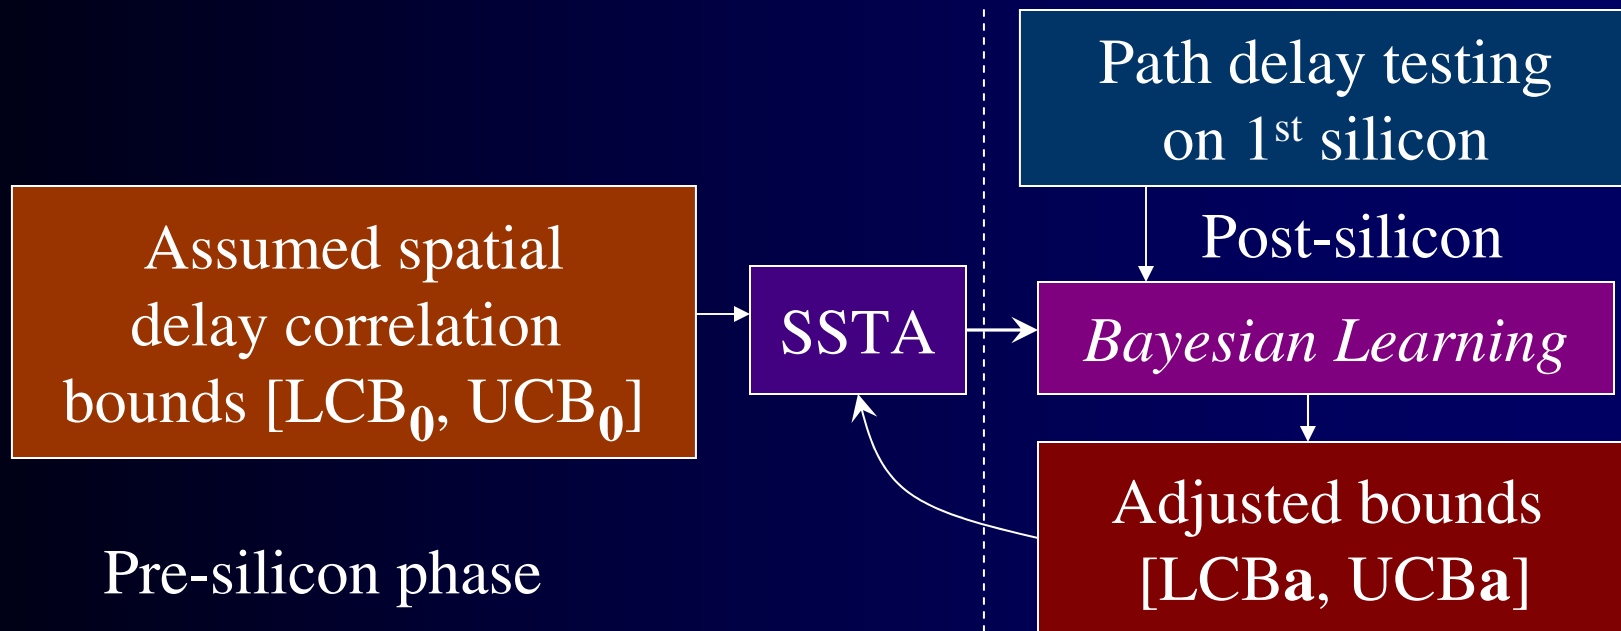 Path delay testing
on 1st silicon
Assumed spatial
delay correlation
bounds [LCB0, UCB0]
SSTA
Post-silicon
Bayesian Learning
Adjusted bounds
[LCBa, UCBa]
Pre-silicon phase